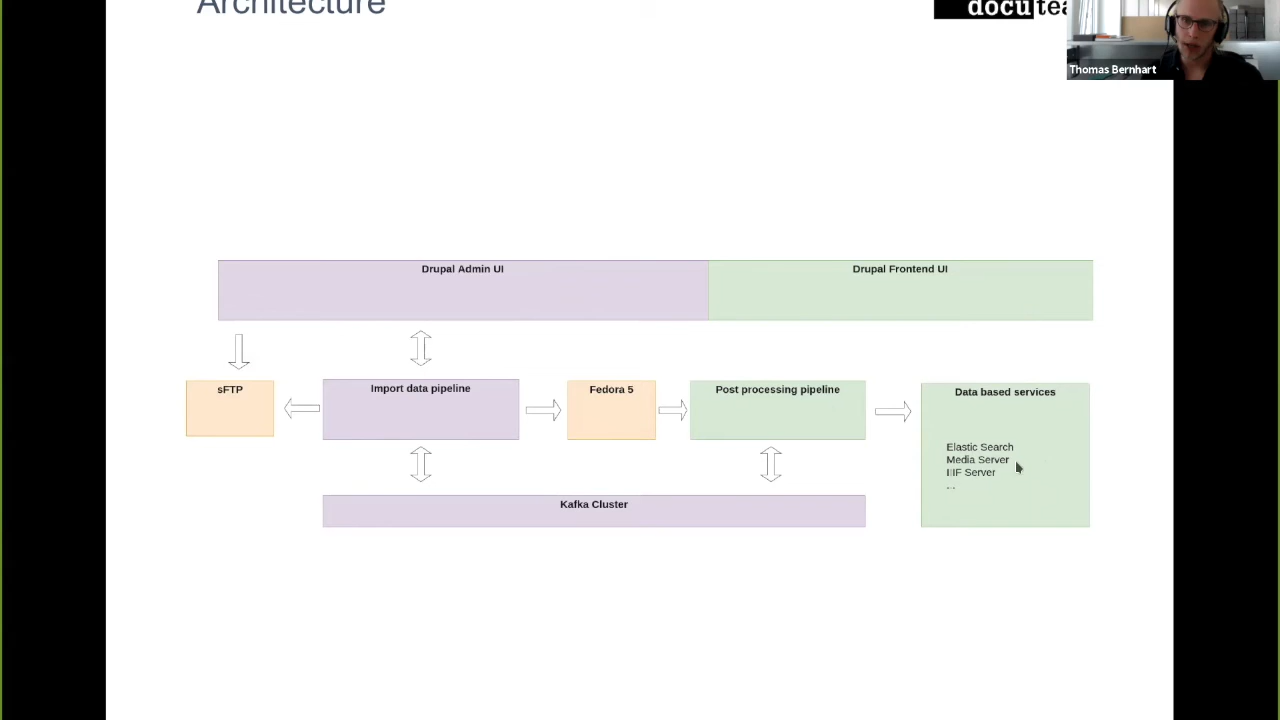 Architecture
docutea
Thomas Bernhart
Drupal Admin UI
Drupal Frontend UI
sFTP
Import data pipeline
Fedora 5
Post processing pipeline
Data based services
Elastic Search
Media Server
IIIF Server
...
Kafka Cluster